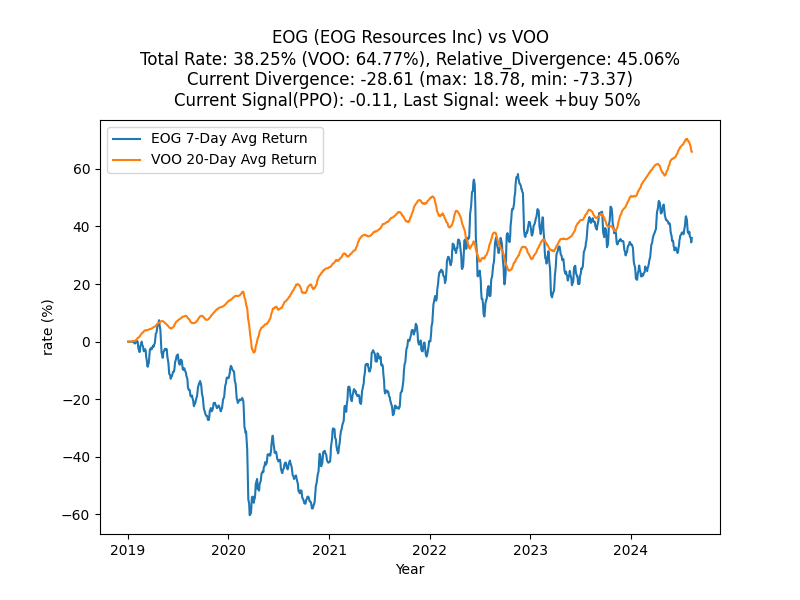 EOG (EOG Resources Inc) vs VOO
Total Rate: 38.25% (VOO: 64.77%), Relative_Divergence: 45.06%
Current Divergence: -28.61 (max: 18.78, min: -73.37)
Current Signal(PPO): -0.11, Last Signal: week +buy 50%
EOG 7-Day Avg Return
VOO 20-Day Avg Return
rate (%)
60
40
20
0
−20
−40
−60
2019
2020
2021
2022
2023
2024
Year